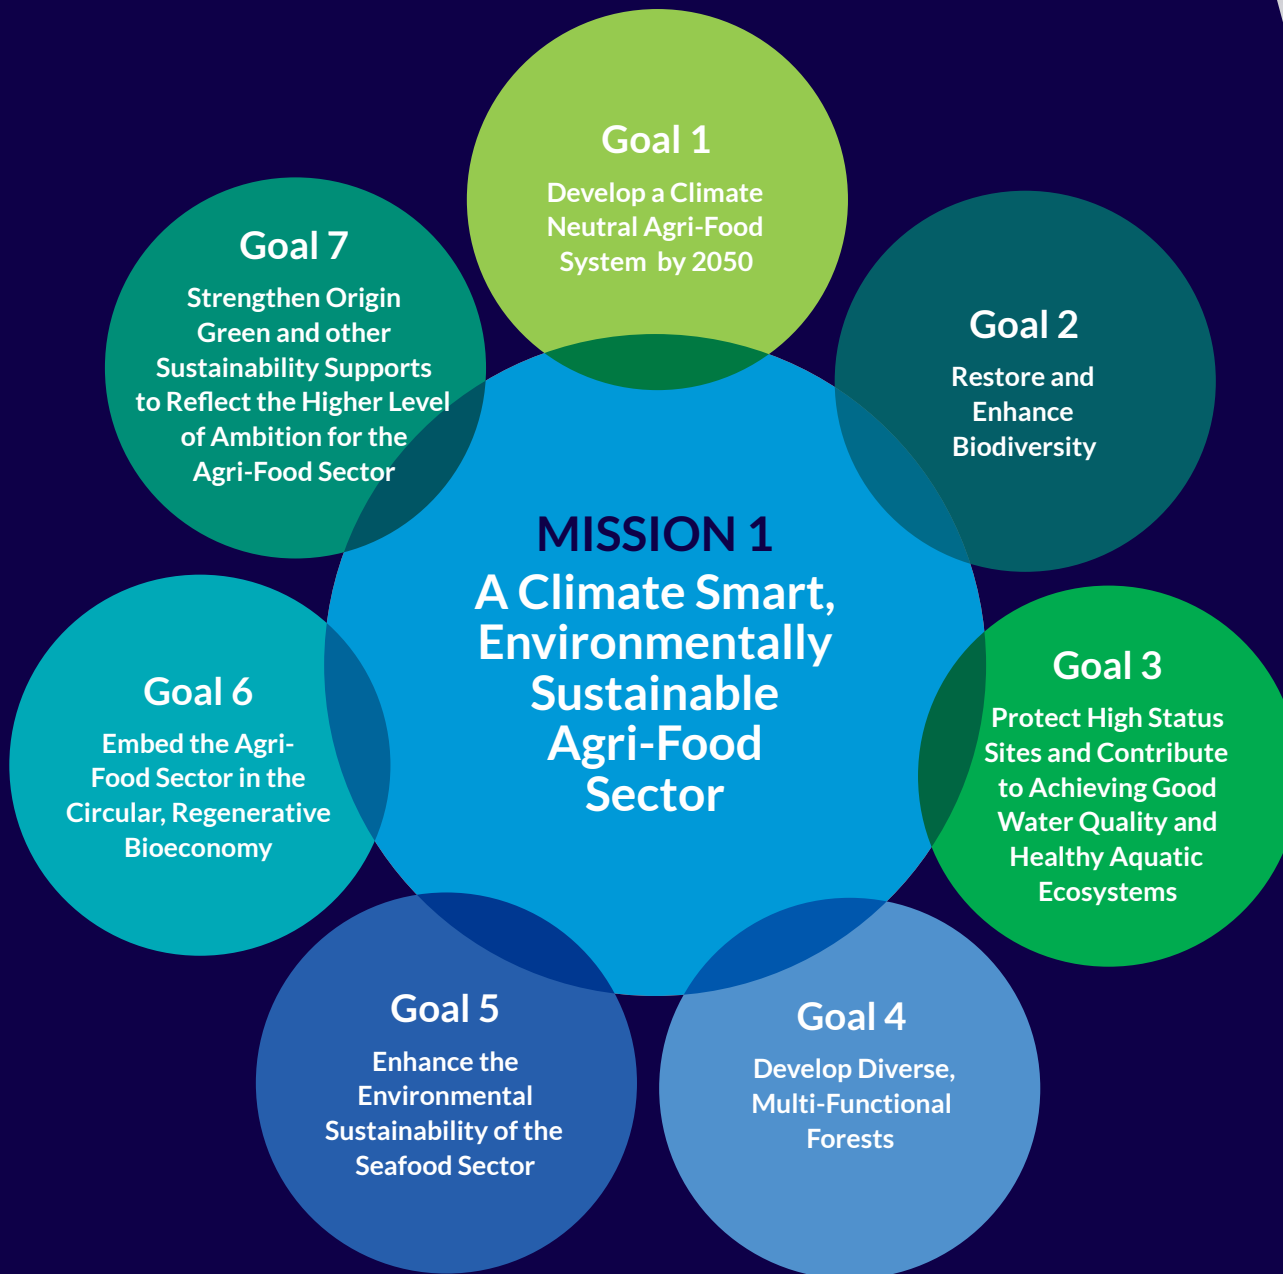 Goal 1
Develop a Climate
Neutral Agri-Food
System by 2050
Goal 2
Restore and
Enhance
Biodiversity
Goal 3
Protect High Status
Sites and Contribute
to Achieving Good
Water Quality and
Healthy Aquatic
Ecosystems
Goal 4
Develop Diverse,
Multi-Functional
Forests
Goal 5
Enhance the
Environmental
Sustainability of the
Seafood Sector
Goal 6
Embed the Agri-
Food Sector in the
Circular, Regenerative
Bioeconomy
Goal 7
Strengthen Origin
Green and other
Sustainability Supports
to Reflect the Higher Level
of Ambition for the
Agri-Food Sector
MISSION 1
A Climate Smart,
Environmentally
Sustainable
Agri-Food
Sector